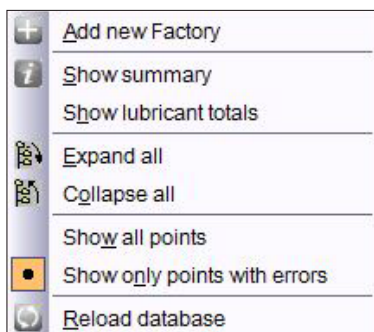 Add new Factory
Show summary
Show lubricant totals
Expand all
Collapse all
Show all points
Show only points with errors
Reload database